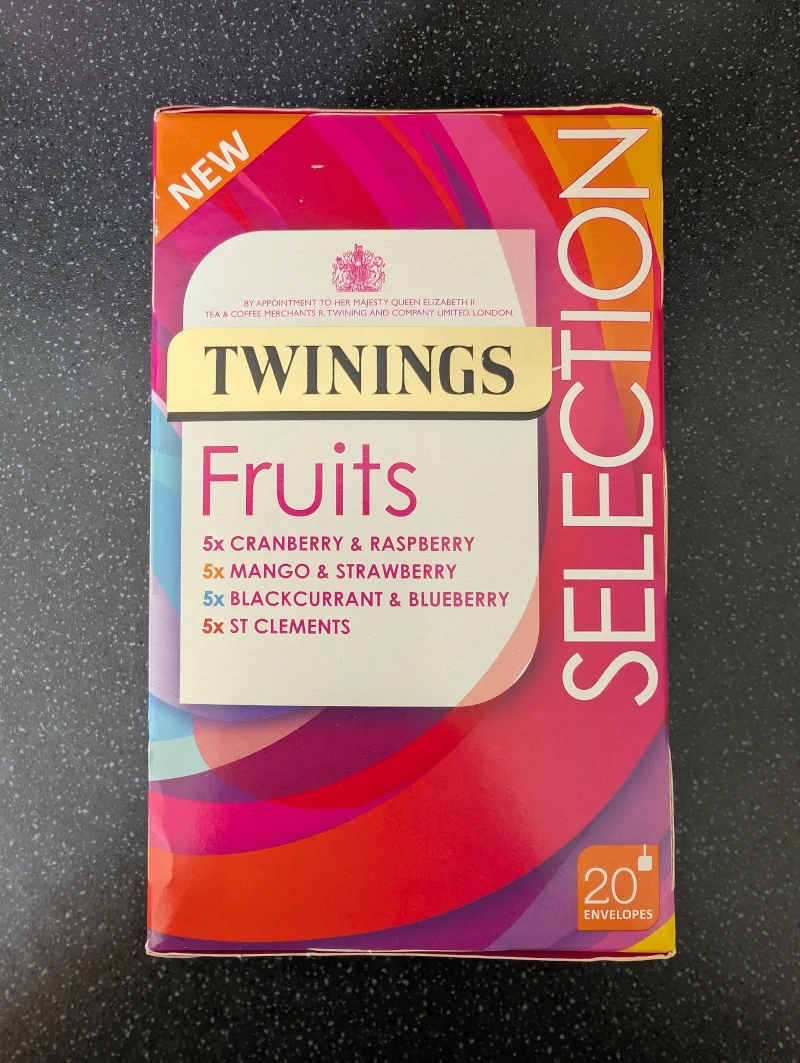 NEW
BY APPOINTMENT TO HER MAJESTY QUEEN ELIZABETH II
TEA & COFFEE MERCHANTS R. TWINING AND COMPANY LIMITED, LONDON.
TWININGS
Fruits
5x CRANBERRY & RASPBERRY
5x MANGO & STRAWBERRY
5x BLACKCURRANT & BLUEBERRY
5x ST CLEMENTS
SELECTION
20
ENVELOPES